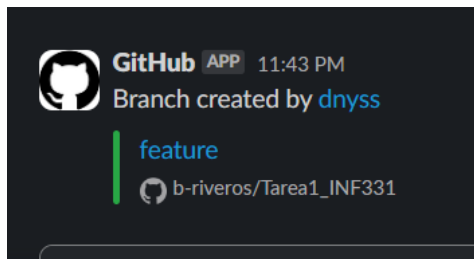 GitHub APP 11:43 PM
Branch created by dnyss
feature
b-riveros/Tarea1_INF331